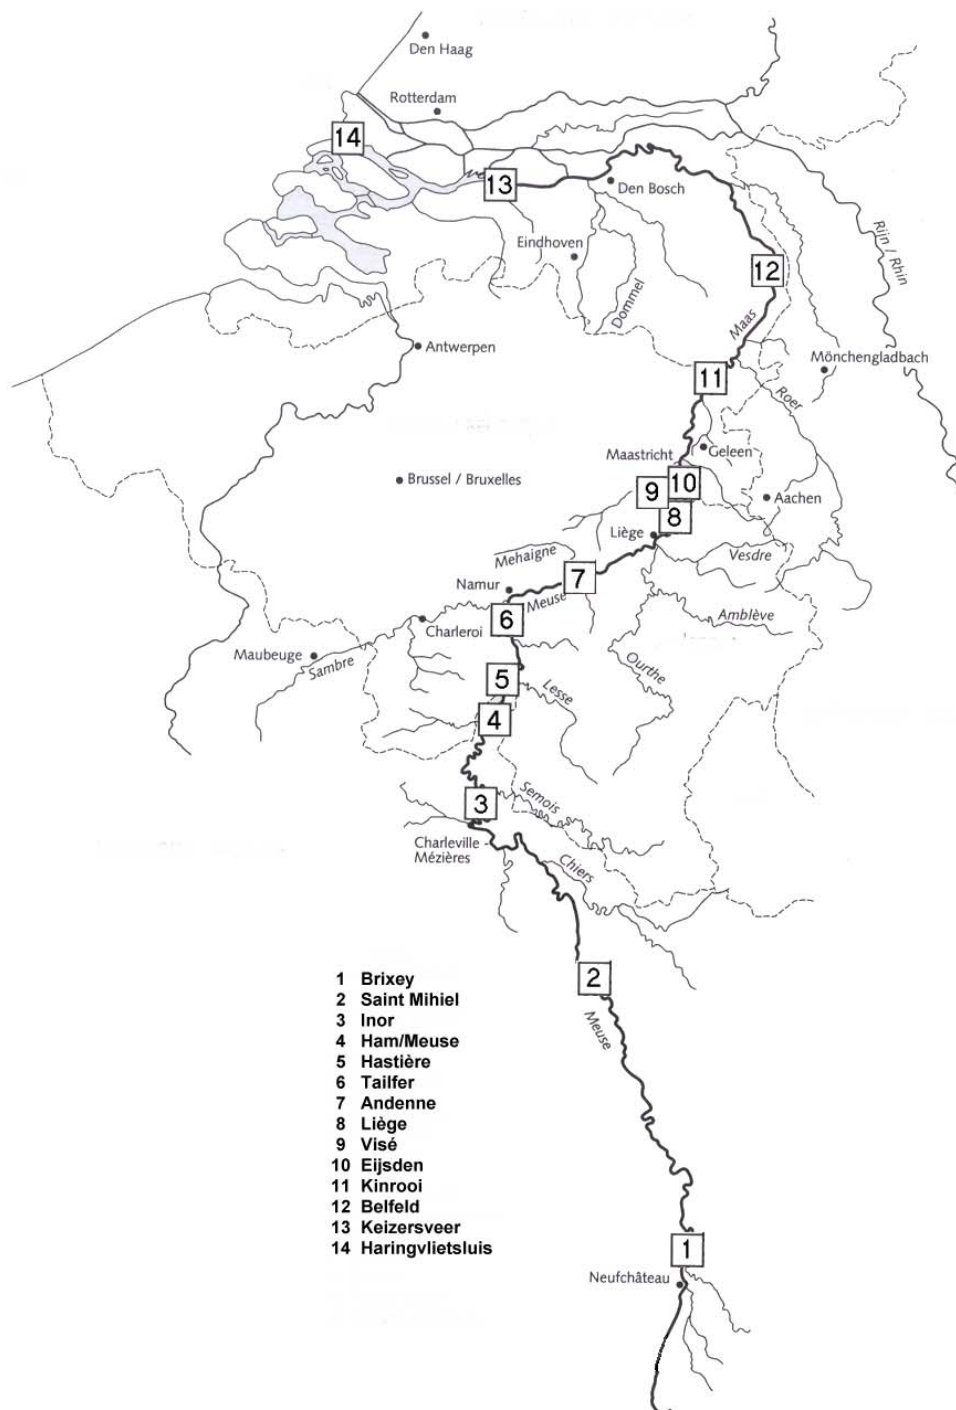 Den Haag
Rotterdam
14
13
Den Bosch
Eindhoven
Rijn / Rhin
12
Dommel
Maas
Antwerpen
Mönchengladbach
11
Roer
Maastricht
Geleen
Brussel / Bruxelles
9
10
Aachen
8
Liège
Mehaigne
Vesdre
7
Namur
Meuse
6
Amblève
Charleroi
Maubeuge
Sambre
Ourthe
5
Lesse
4
3
Semois
Charleville
Mézières
Chiers
2
Meuse
1 Brixey
2 Saint Mihiel
3 Inor
4 Ham/Meuse
5 Hastière
6 Tailfer
7 Andenne
8 Liège
9 Visé
10 Eijsden
11 Kinrooi
12 Belfeld
13 Keizersveer
14 Haringvlietsluis
1
Neufchâteau